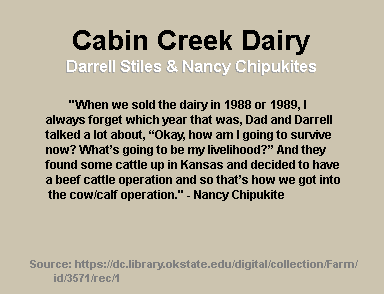 Cabin Creek Dairy
Darrell Stiles & Nancy Chipukites
"When we sold the dairy in 1988 or 1989, I
always forget which year that was, Dad and Darrell
talked a lot about, “Okay, how am I going to survive
now? What’s going to be my livelihood?” And they
found some cattle up in Kansas and decided to have
a beef cattle operation and so that’s how we got into
the cow/calf operation." - Nancy Chipukite
Source: https://dc.library.okstate.edu/digital/collection/Farm/
id/3571/rec/1